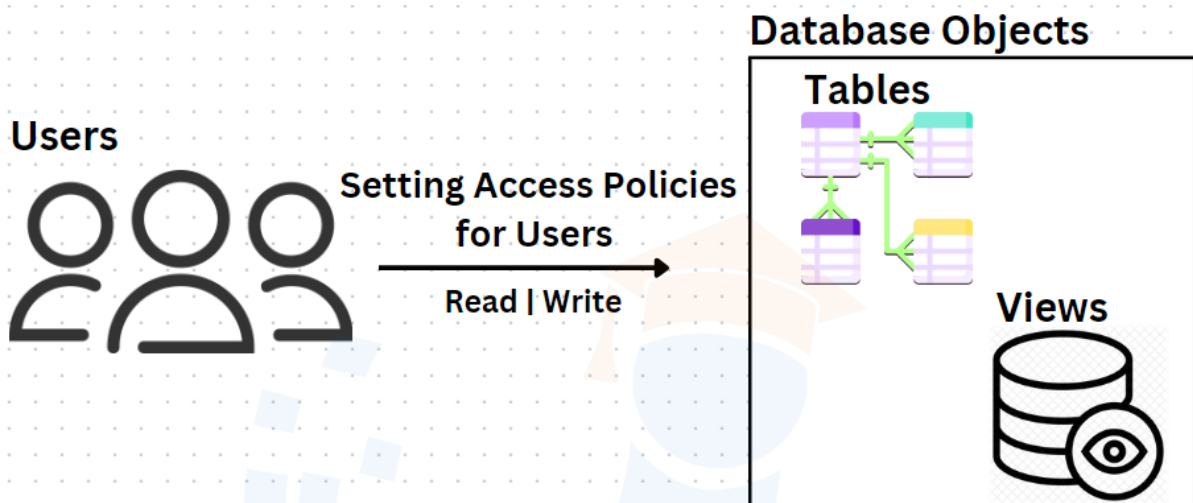 Database Objects
Tables
Users
Setting Access Policies
for Users
Read | Write
Views